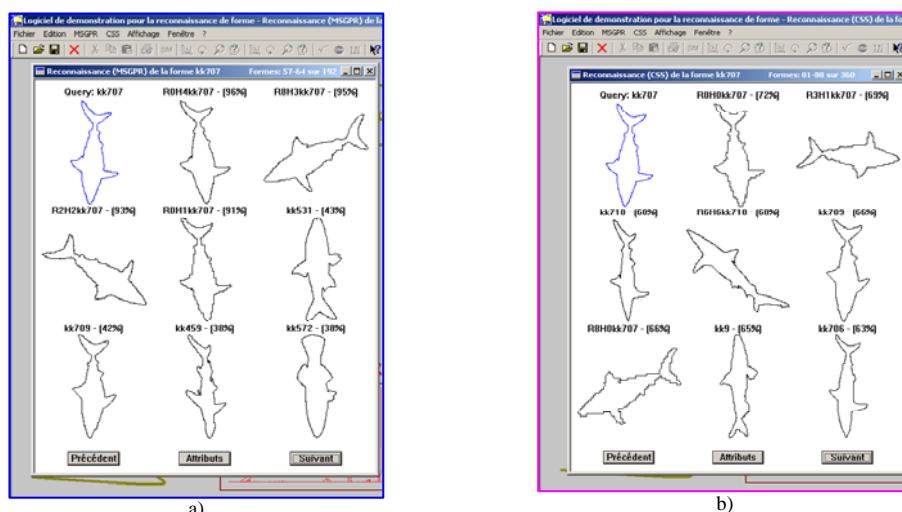 Logiciel de demonstration pour la reconnaissance de forme - Reconnaissance (MSGPR) de la
Fichier Edition MSGPR CSS Affichage Fenêtre ?
Reconnaissance (MSGPR) de la forme kk707 Formes: 57-64 sur 192
Query: kk707 R0H4kk707 - (96%) R0H3kk707 - (95%)
R2H2kk707 - (93%) R0H1kk707 - (91%) kk531 - (43%)
kk709 - (42%) kk459 - (38%) kk572 - (38%)
Précédent Attributs Suivant
a)
Logiciel de demonstration pour la reconnaissance de forme - Reconnaissance (CSS) de la
Fichier Edition MSGPR CSS Affichage Fenêtre ?
Reconnaissance (CSS) de la forme kk707 Formes: 01-08 sur 360
Query: kk707 R0H0kk707 - (72%) R3H1kk707 - (69%)
kk710 (68%) R6H6kk710 (68%) kk709 (66%)
R8H0kk707 - (66%) kk9 - (65%) kk706 - (63%)
Précédent Attributs Suivant
b)